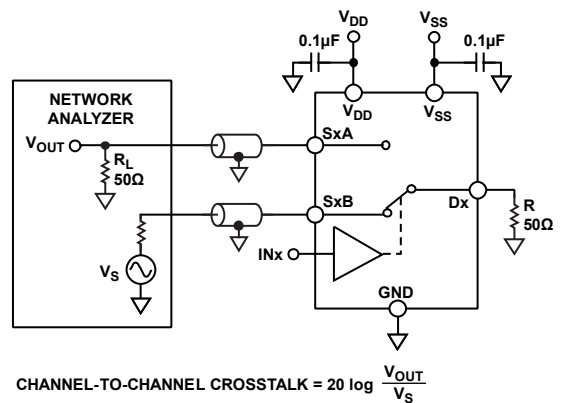 VDD
VSS
0.1µF
0.1µF
VDD
VSS
NETWORK
ANALYZER
VOUT
RL
50Ω
SxA
SxB
Dx
R
50Ω
VS
INx
GND
CHANNEL-TO-CHANNEL CROSSTALK = 20 log VOUT
VS